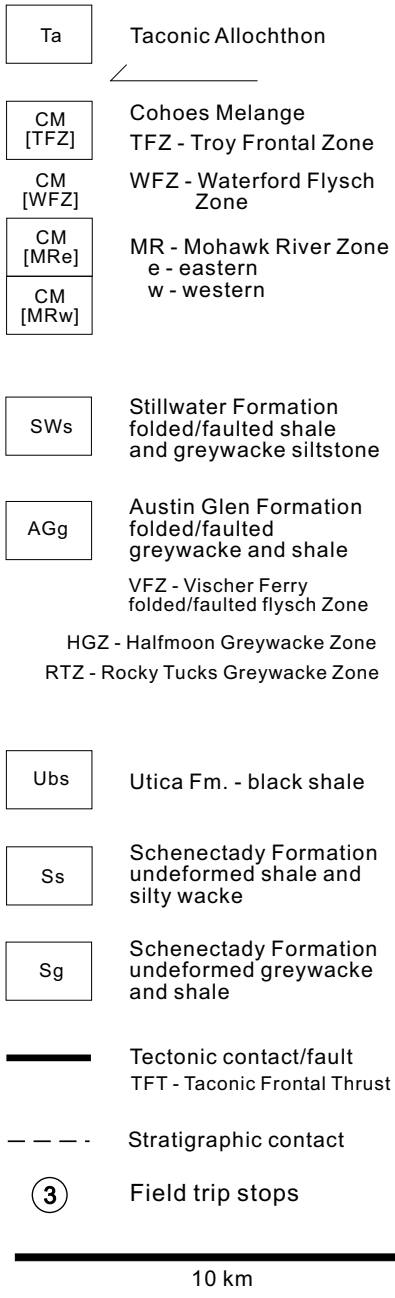 Ta Taconic Allochthon
CM
[TFZ]
Cohoes Melange
TFZ - Troy Frontal Zone
CM
[WFZ]
WFZ - Waterford Flysch
Zone
CM
[MRe]
CM
[MRw]
MR - Mohawk River Zone
e - eastern
w - western
SWs
Stillwater Formation
folded/faulted shale
and greywacke siltstone
AGg
Austin Glen Formation
folded/faulted
greywacke and shale
VFZ - Vischer Ferry
folded/faulted flysch Zone
HGZ - Halfmoon Greywacke Zone
RTZ - Rocky Tucks Greywacke Zone
Ubs Utica Fm. - black shale
Ss
Schenectady Formation
undeformed shale and
silty wacke
Sg
Schenectady Formation
undeformed greywacke
and shale
Tectonic contact/fault
TFT - Taconic Frontal Thrust
Stratigraphic contact
3 Field trip stops
10 km